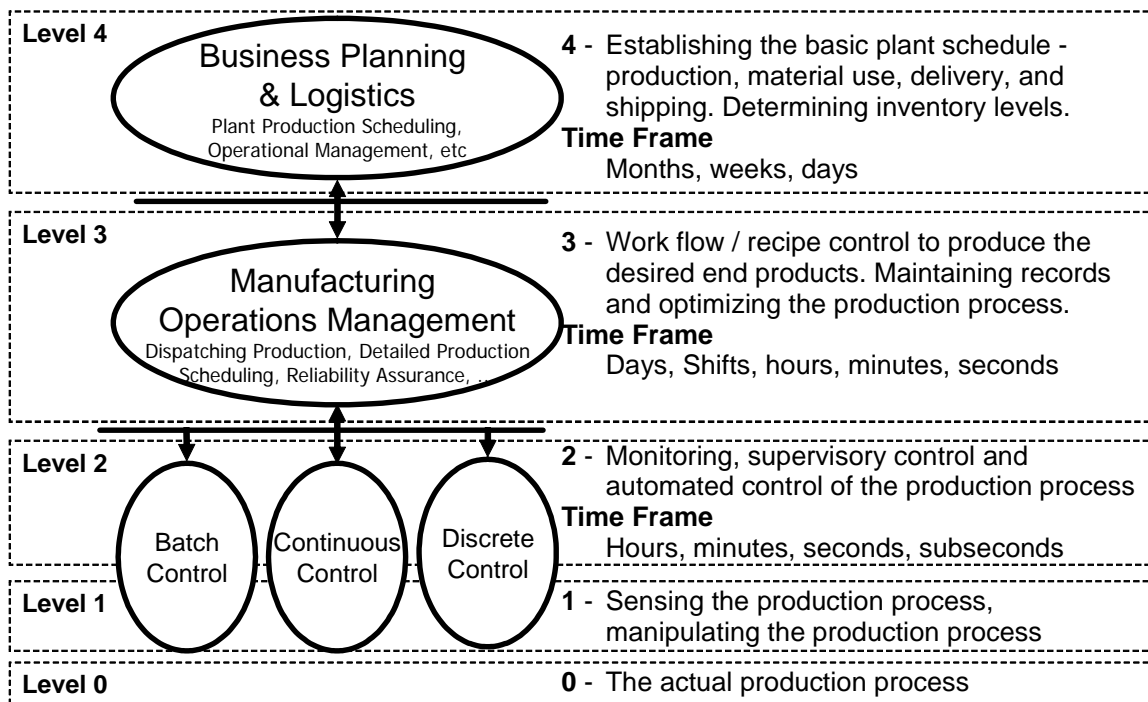 Level 4
Business Planning
& Logistics
Plant Production Scheduling,
Operational Management, etc
4 - Establishing the basic plant schedule -
production, material use, delivery, and
shipping. Determining inventory levels.
Time Frame
Months, weeks, days
Level 3
Manufacturing
Operations Management
Dispatching Production, Detailed Production
Scheduling, Reliability Assurance, ..
3 - Work flow / recipe control to produce the
desired end products. Maintaining records
and optimizing the production process.
Time Frame
Days, Shifts, hours, minutes, seconds
Level 2
Batch
Control
Continuous
Control
Discrete
Control
2 - Monitoring, supervisory control and
automated control of the production process
Time Frame
Hours, minutes, seconds, subseconds
Level 1
1 - Sensing the production process,
manipulating the production process
Level 0
0 - The actual production process